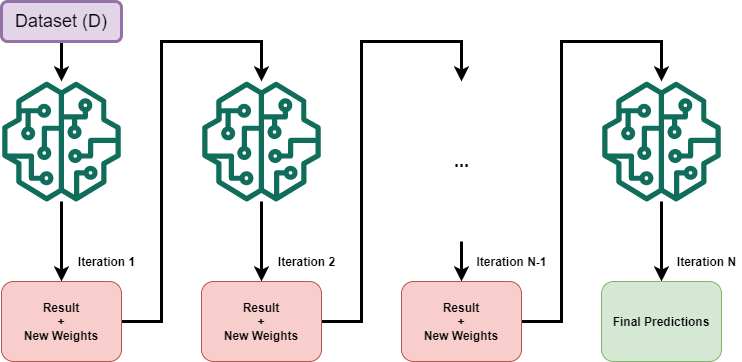 Dataset (D)
...
Iteration 1
Iteration 2
Iteration N-1
Iteration N
Result
+
New Weights
Result
+
New Weights
Result
+
New Weights
Final Predictions